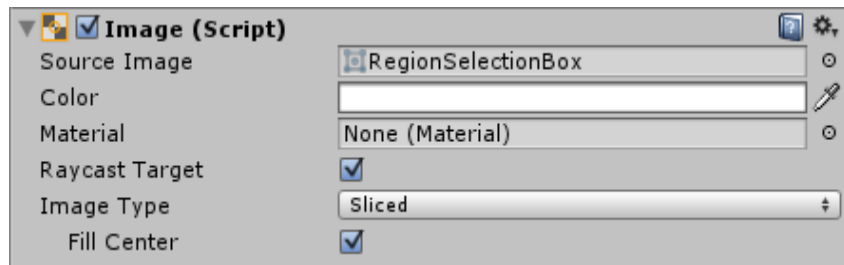 Image (Script)
Source Image RegionSelectionBox
Color
Material None (Material)
Raycast Target
Image Type Sliced
Fill Center